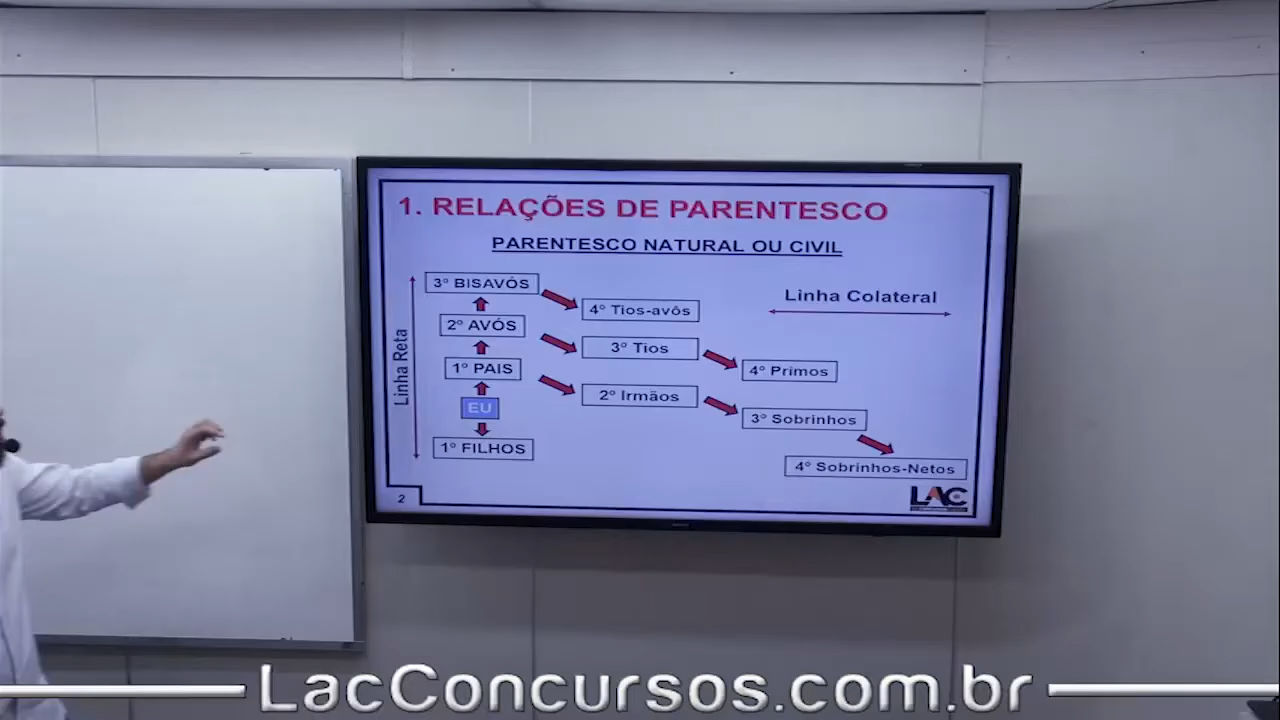 1. RELAÇÕES DE PARENTESCO
PARENTESCO NATURAL OU CIVIL
Linha Reta
3º BISAVÓS
2º AVÓS
1º PAIS
EU
1º FILHOS
4º Tios-avôs
3º Tios
2º Irmãos
Linha Colateral
4º Primos
3º Sobrinhos
4º Sobrinhos-Netos
2
LAC
LacConcursos.com.br